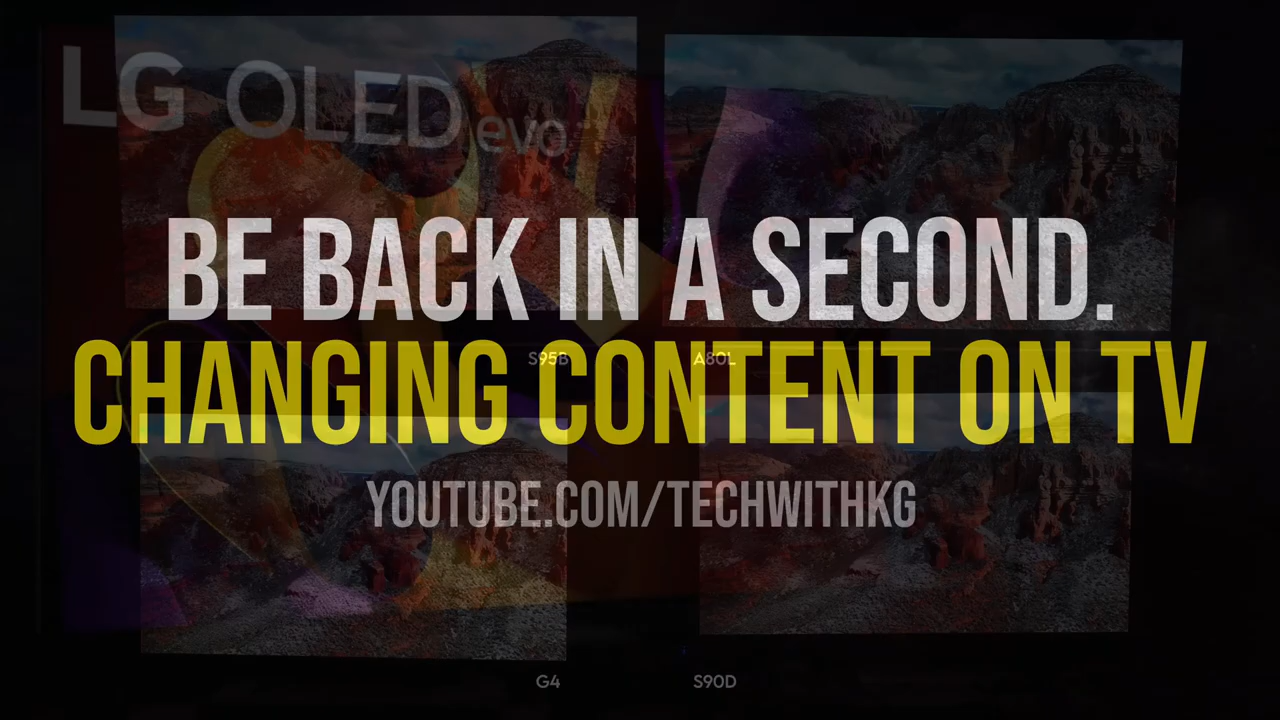 LG OLED evo
BE BACK IN A SECOND.
S95B A80L
CHANGING CONTENT ON TV
YOUTUBE.COM/TECHWITHKG
G4 S90D